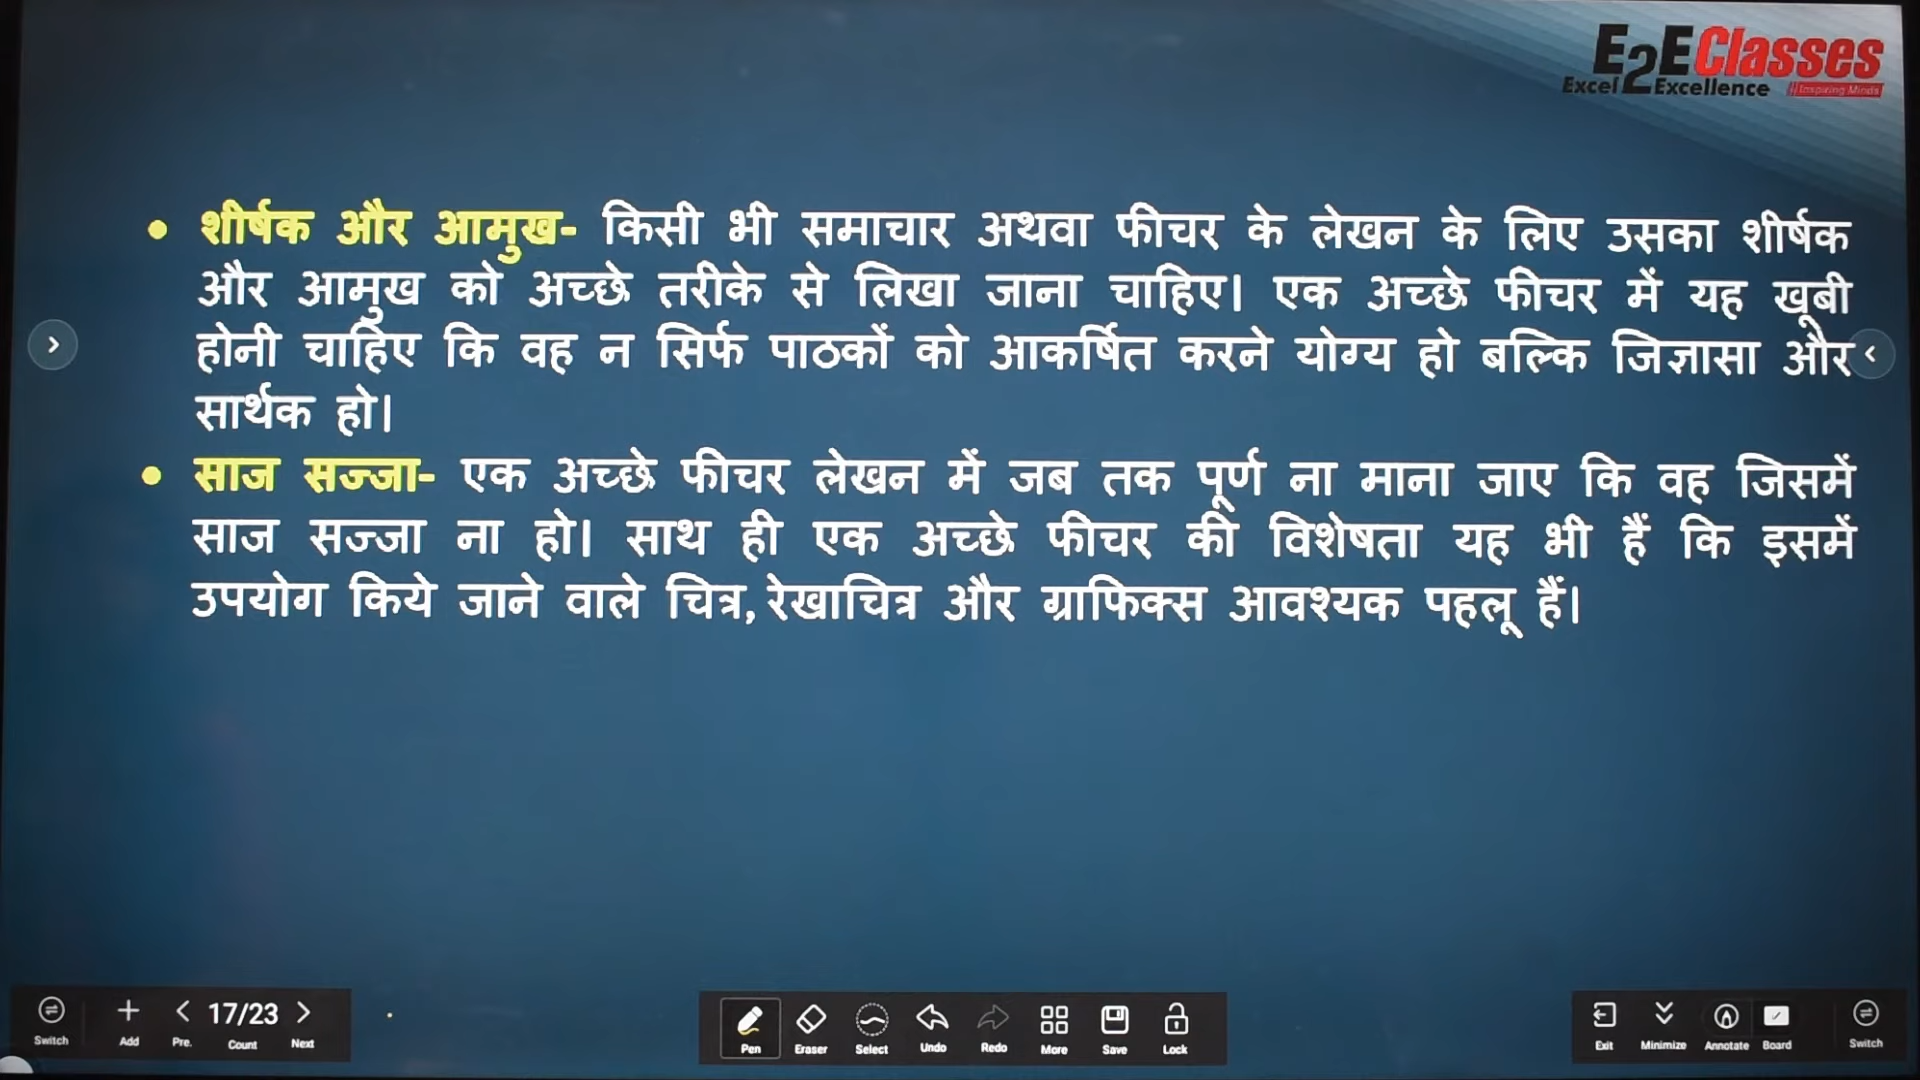 E2E Classes
Excel 2 Excellence
#Inspiring Minds
• शीर्षक और आमुख- किसी भी समाचार अथवा फीचर के लेखन के लिए उसका शीर्षक
और आमुख को अच्छे तरीके से लिखा जाना चाहिए। एक अच्छे फीचर में यह खूबी
होनी चाहिए कि वह न सिर्फ पाठकों को आकर्षित करने योग्य हो बल्कि जिज्ञासा और
सार्थक हो।
• साज सज्जा- एक अच्छे फीचर लेखन में जब तक पूर्ण ना माना जाए कि वह जिसमें
साज सज्जा ना हो। साथ ही एक अच्छे फीचर की विशेषता यह भी हैं कि इसमें
उपयोग किये जाने वाले चित्र, रेखाचित्र और ग्राफिक्स आवश्यक पहलू हैं।
17/23
Switch Add Pre. Count Next
Pen Eraser Select Undo Redo More Save Lock
Exit Minimize Annotate Board Switch